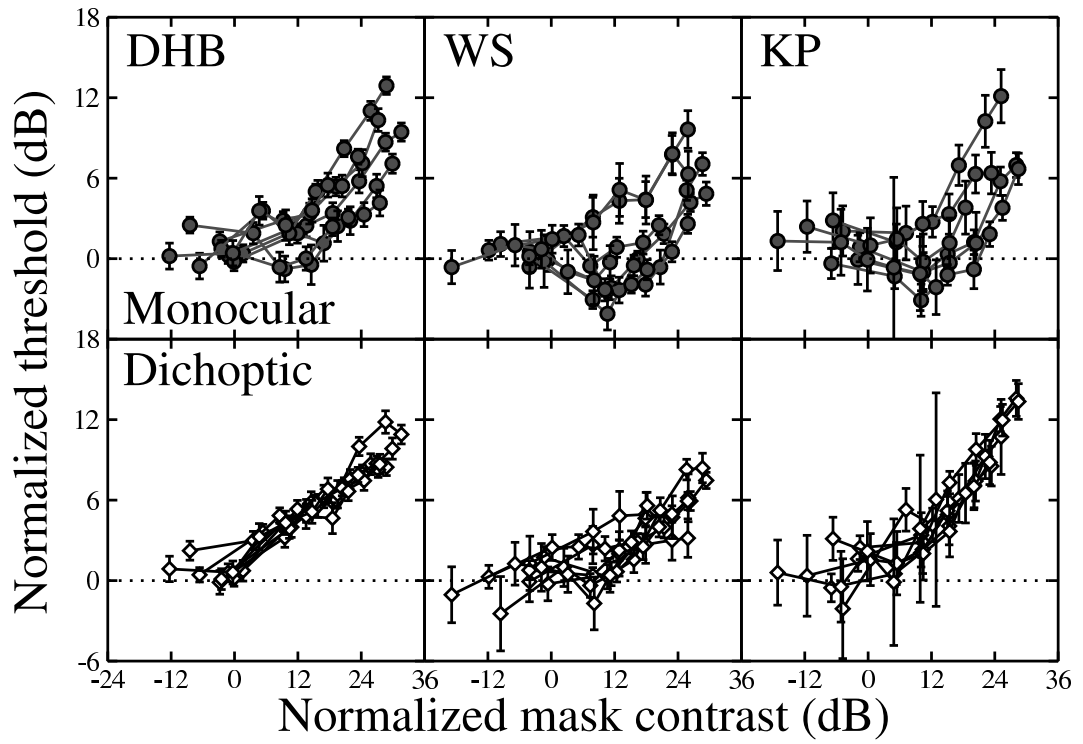 DHB WS KP
18
12
6
0
Monocular
18
Dichoptic
12
6
0
-6
-24 -12 0 12 24 36 -12 0 12 24 36 -12 0 12 24 36
Normalized mask contrast (dB)
Normalized threshold (dB)